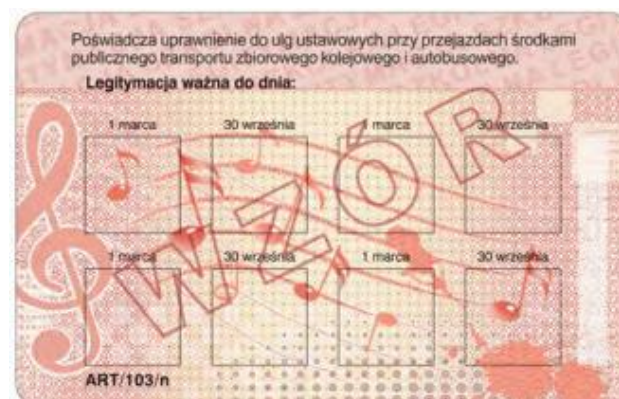 Poświadcza uprawnienie do ulg ustawowych przy przejazdach środkami
publicznego transportu zbiorowego kolejowego i autobusowego.
Legitymacja ważna do dnia:
1 marca 30 września 1 marca 30 września
WZÓR
1 marca 30 września 1 marca 30 września
ART/103/n